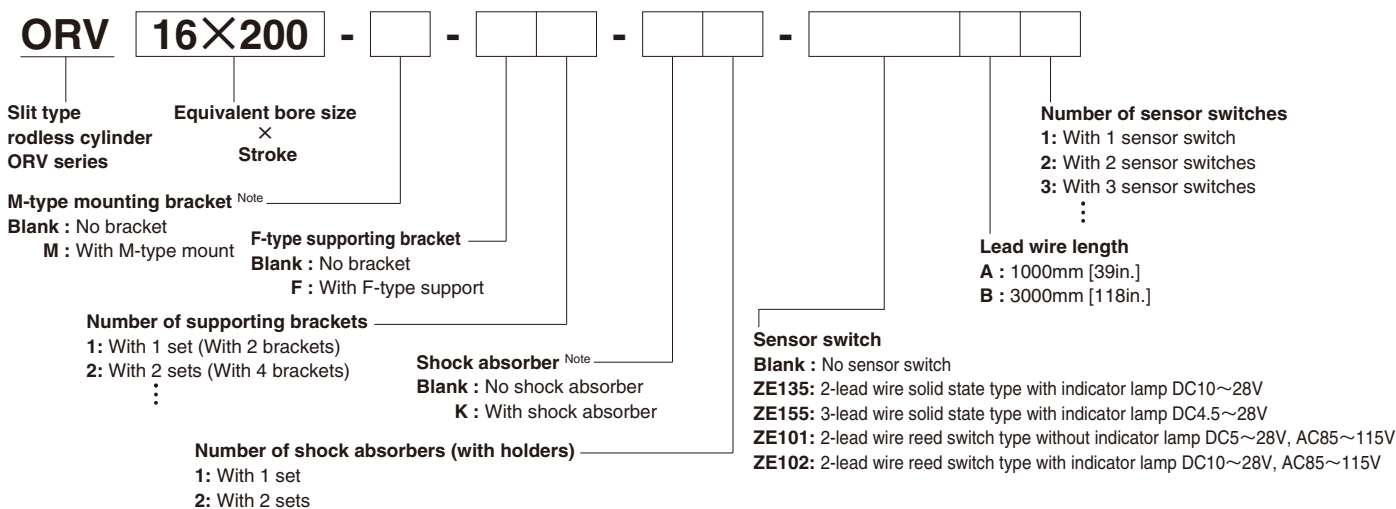 ORV 16×200 - - - -
Slit type
rodless cylinder
ORV series
Equivalent bore size
×
Stroke
M-type mounting bracket Note
Blank : No bracket
M : With M-type mount
F-type supporting bracket
Blank : No bracket
F : With F-type support
Number of supporting brackets
1: With 1 set (With 2 brackets)
2: With 2 sets (With 4 brackets)
⋮
Shock absorber Note
Blank : No shock absorber
K : With shock absorber
Number of shock absorbers (with holders)
1: With 1 set
2: With 2 sets
Sensor switch
Blank : No sensor switch
ZE135: 2-lead wire solid state type with indicator lamp DC10～28V
ZE155: 3-lead wire solid state type with indicator lamp DC4.5～28V
ZE101: 2-lead wire reed switch type without indicator lamp DC5～28V, AC85～115V
ZE102: 2-lead wire reed switch type with indicator lamp DC10～28V, AC85～115V
Lead wire length
A : 1000mm [39in.]
B : 3000mm [118in.]
Number of sensor switches
1: With 1 sensor switch
2: With 2 sensor switches
3: With 3 sensor switches
⋮